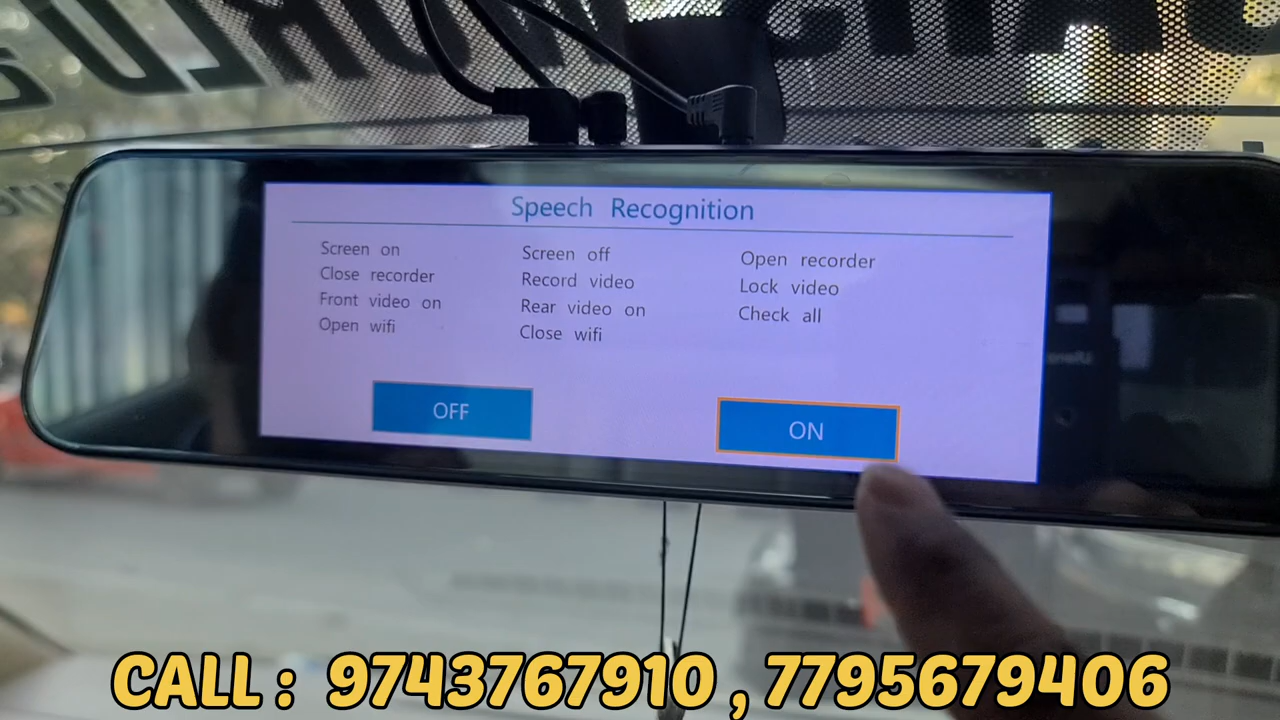 Speech Recognition
Screen on Screen off Open recorder
Close recorder Record video Lock video
Front video on Rear video on Check all
Open wifi Close wifi
OFF ON
CALL : 9743767910 , 7795679406